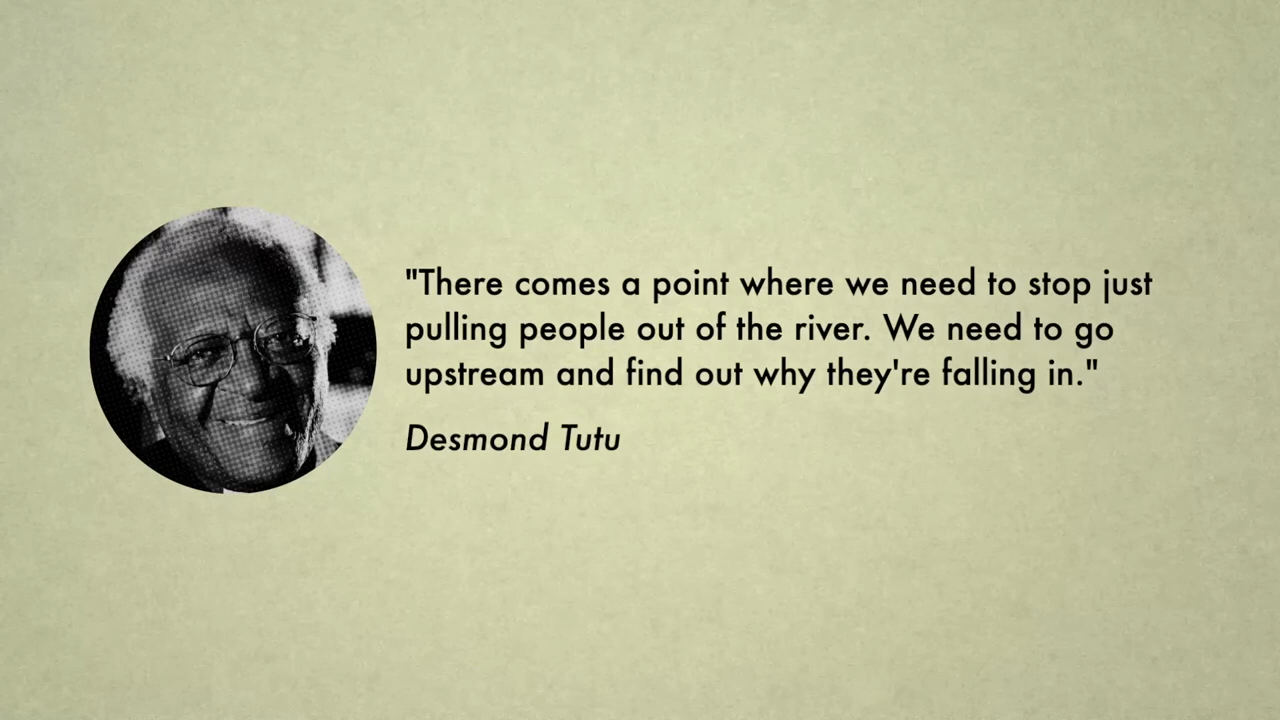 "There comes a point where we need to stop just
pulling people out of the river. We need to go
upstream and find out why they're falling in."
Desmond Tutu